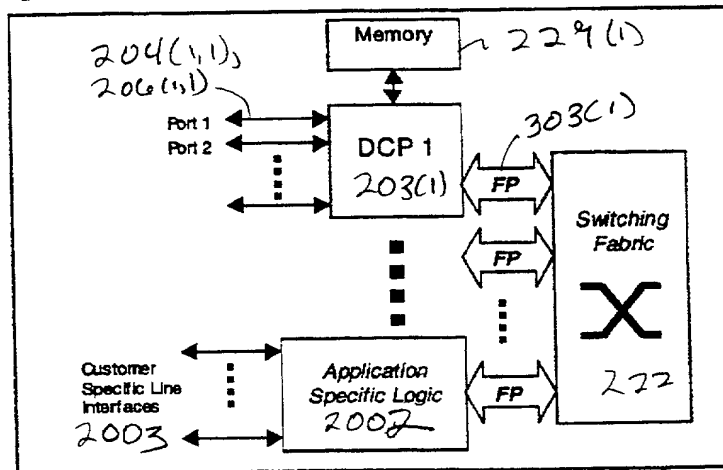 204(1,1),
206(1,1)
Memory
229(1)
Port 1
Port 2
DCP 1
203(1)
303(1)
FP
Switching
Fabric
FP
222
Customer
Specific Line
Interfaces
2003
Application
Specific Logic
2002
FP